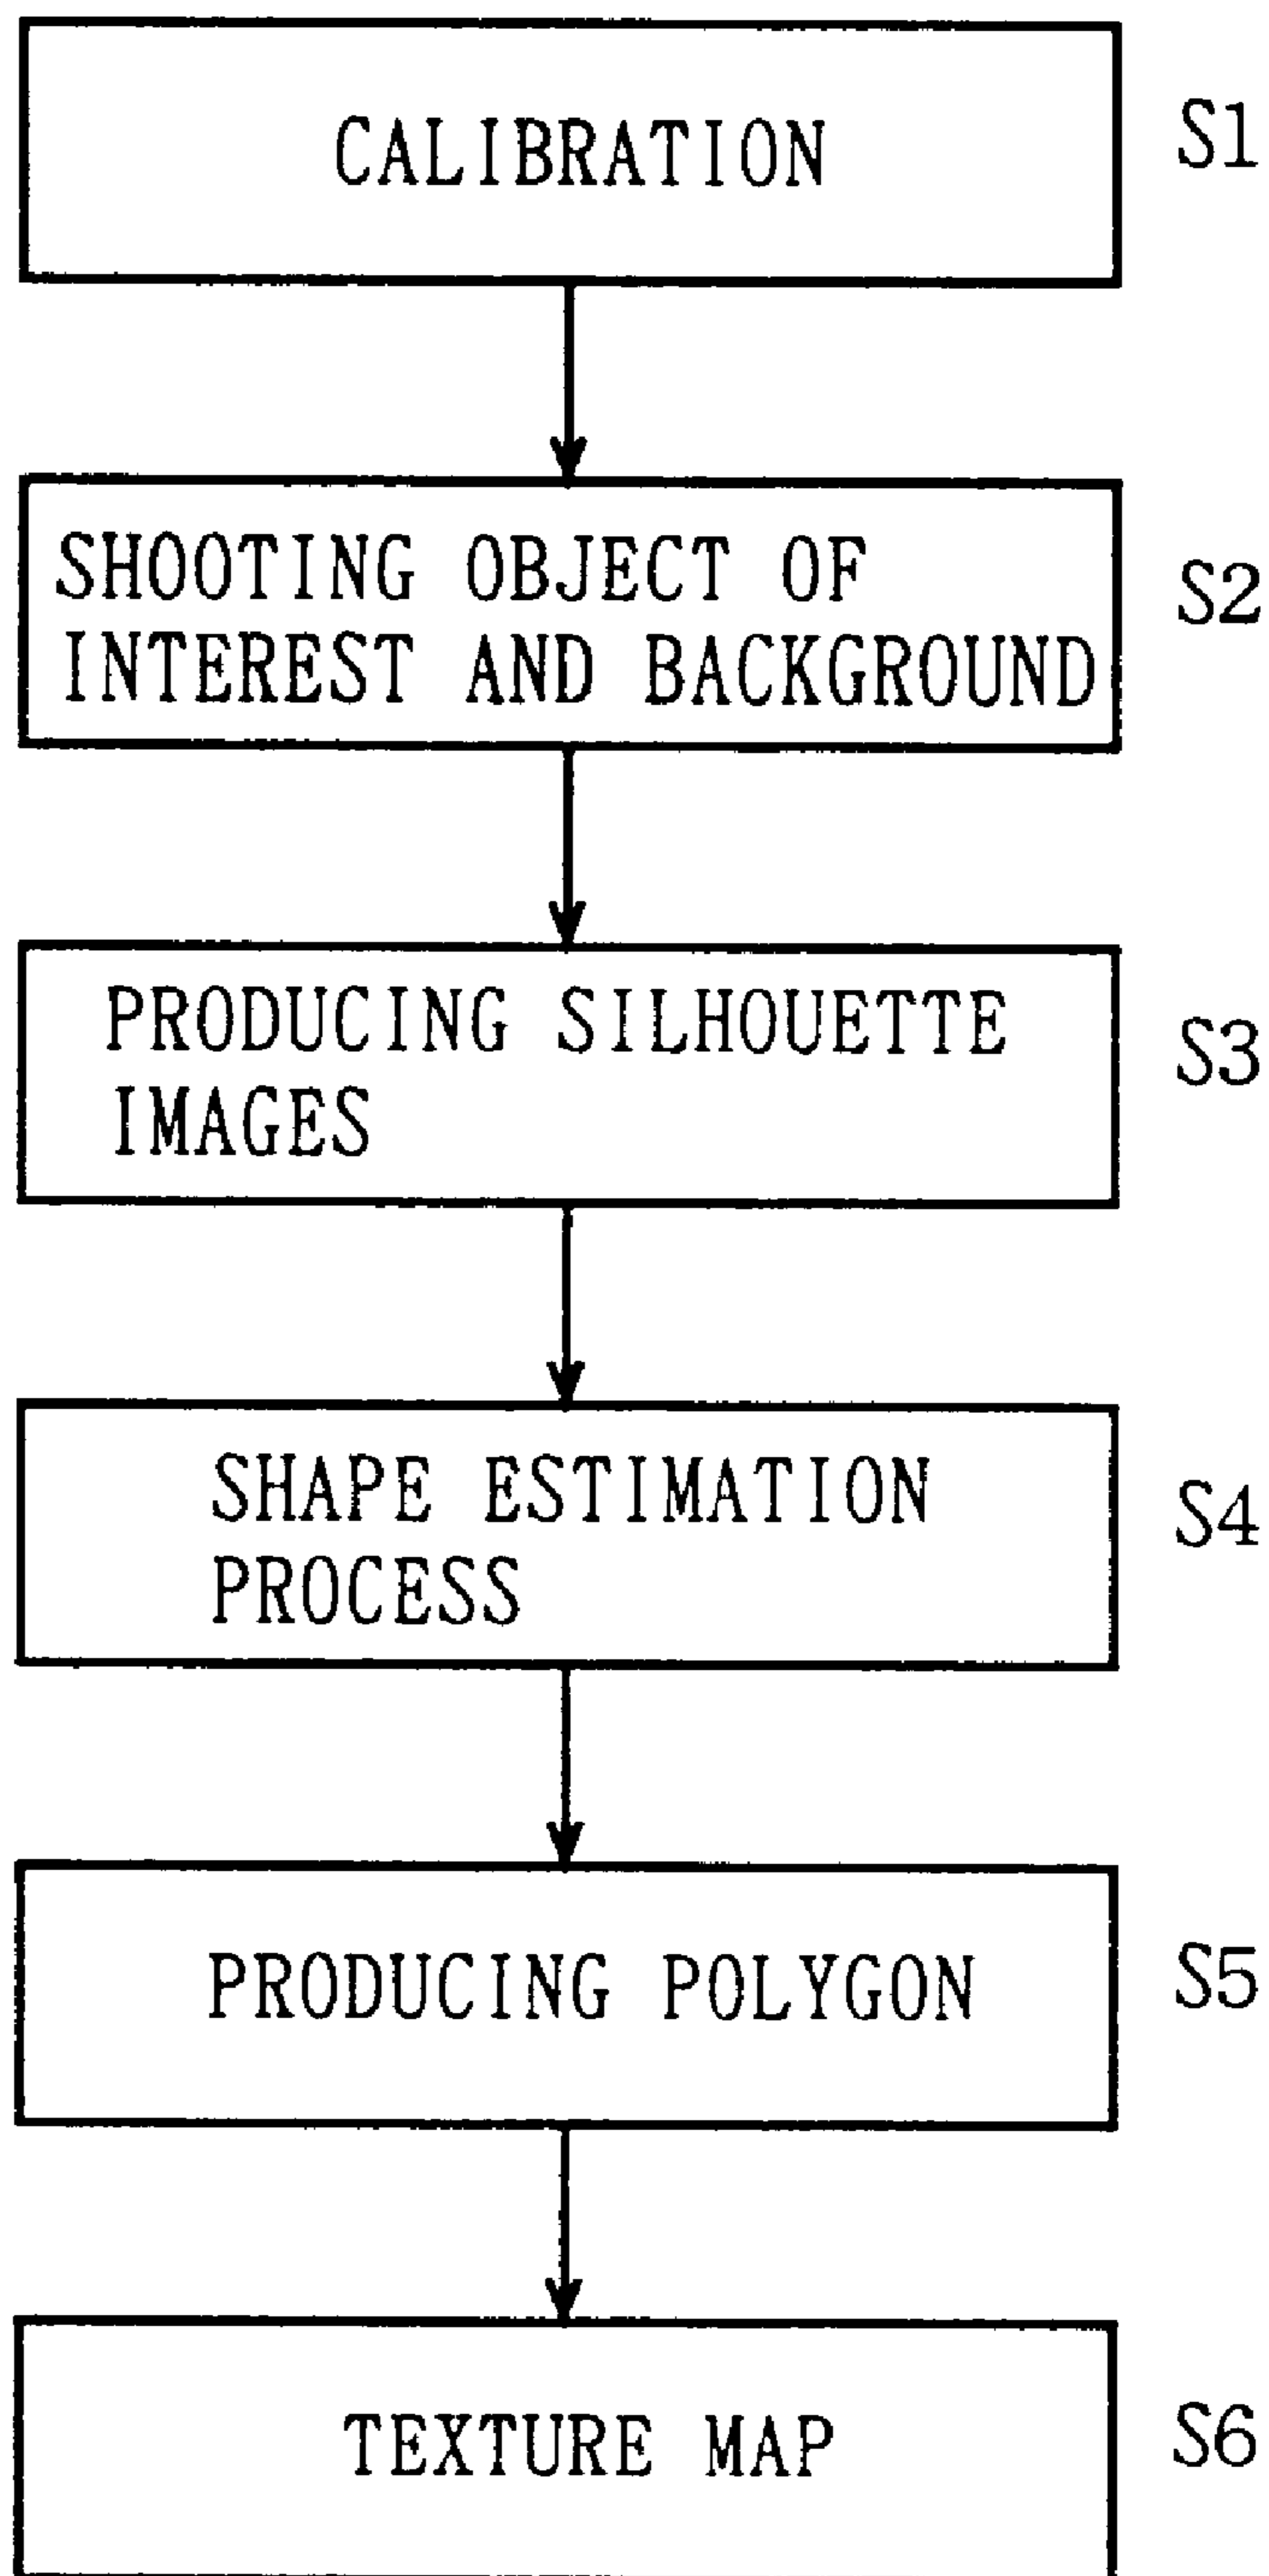 CALIBRATION
S1
SHOOTING OBJECT OF
INTEREST AND BACKGROUND
S2
PRODUCING SILHOUETTE
IMAGES
S3
SHAPE ESTIMATION
PROCESS
S4
PRODUCING POLYGON
S5
TEXTURE MAP
S6